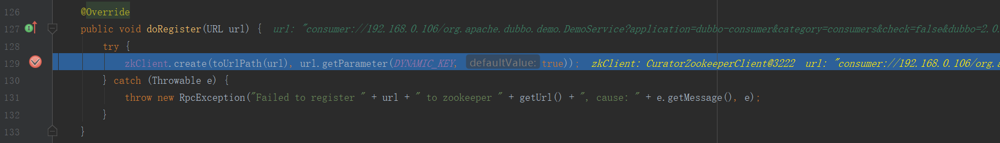 126 @Override
127 public void doRegister(URL url) { url: "consumer://192.168.0.106/org.apache.dubbo.demo.DemoService?application=dubbo-consumer&category=consumers&check=false&dubbo=2.0.
128 try {
129 zkClient.create(toUrlPath(url), url.getParameter(DYNAMIC_KEY, defaultValue: true)); zkClient: CuratorZookeeperClient@3222 url: "consumer://192.168.0.106/org.a
130 } catch (Throwable e) {
131 throw new RpcException("Failed to register " + url + " to zookeeper " + getUrl() + ", cause: " + e.getMessage(), e);
132 }
133 }